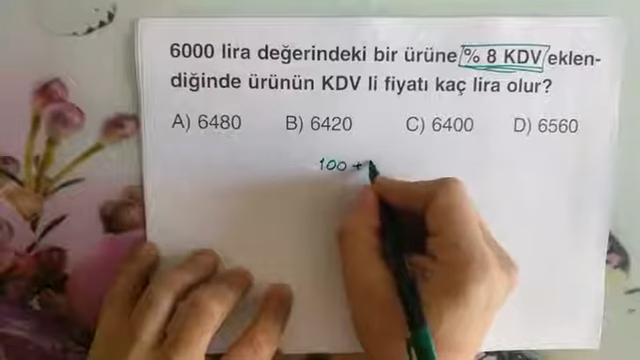 6000 lira değerindeki bir ürüne % 8 KDV eklen-
diğinde ürünün KDV li fiyatı kaç lira olur?
A) 6480 B) 6420 C) 6400 D) 6560
100 +